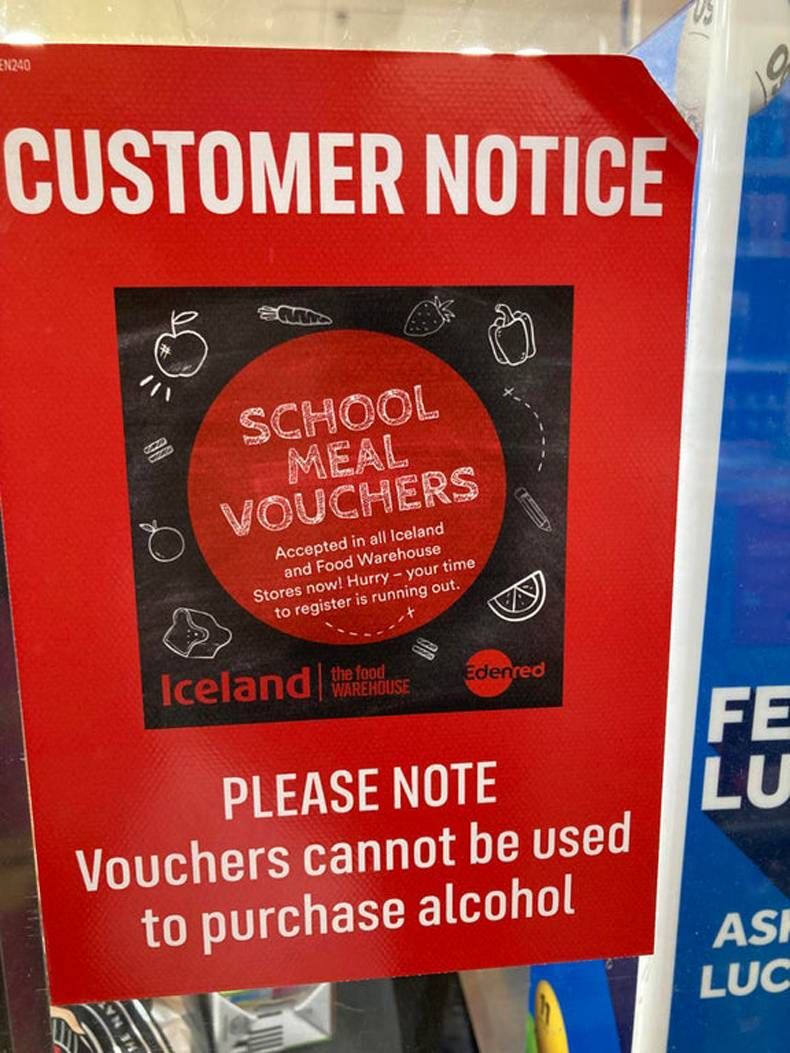 EN240
CUSTOMER NOTICE
SCHOOL
MEAL
VOUCHERS
Accepted in all Iceland
and Food Warehouse
Stores now! Hurry – your time
to register is running out.
Iceland
the food
WAREHOUSE
Edenred
PLEASE NOTE
Vouchers cannot be used
to purchase alcohol
FE
LU
ASK
LUC